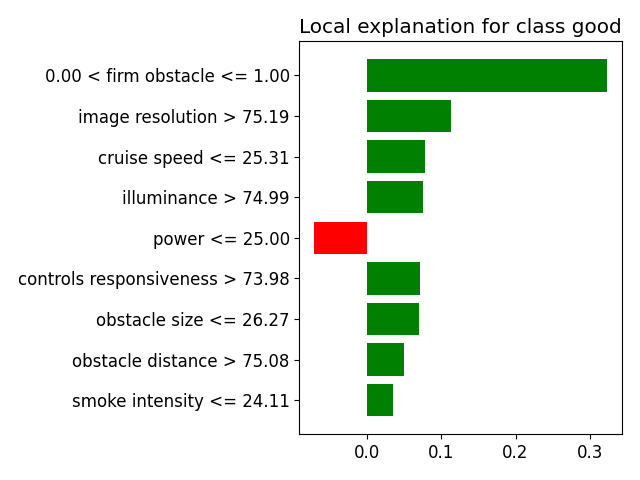 Local explanation for class good
0.00 < firm obstacle <= 1.00
image resolution > 75.19
cruise speed <= 25.31
illuminance > 74.99
power <= 25.00
controls responsiveness > 73.98
obstacle size <= 26.27
obstacle distance > 75.08
smoke intensity <= 24.11
0.0 0.1 0.2 0.3